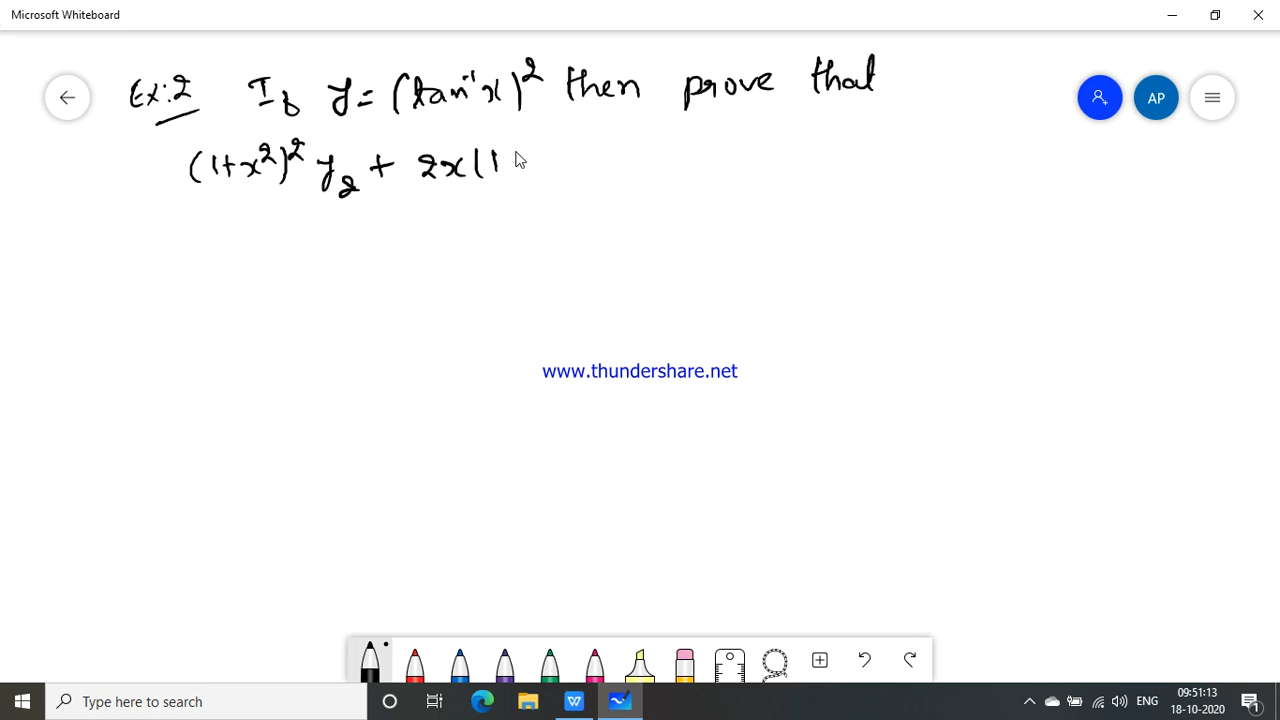 Microsoft Whiteboard
Ex:2 If y = (tan⁻¹x)² then prove that
(1+x²)² y₂ + 2x(1
AP
www.thundershare.net
Type here to search
ENG
09:51:13
18-10-2020
1